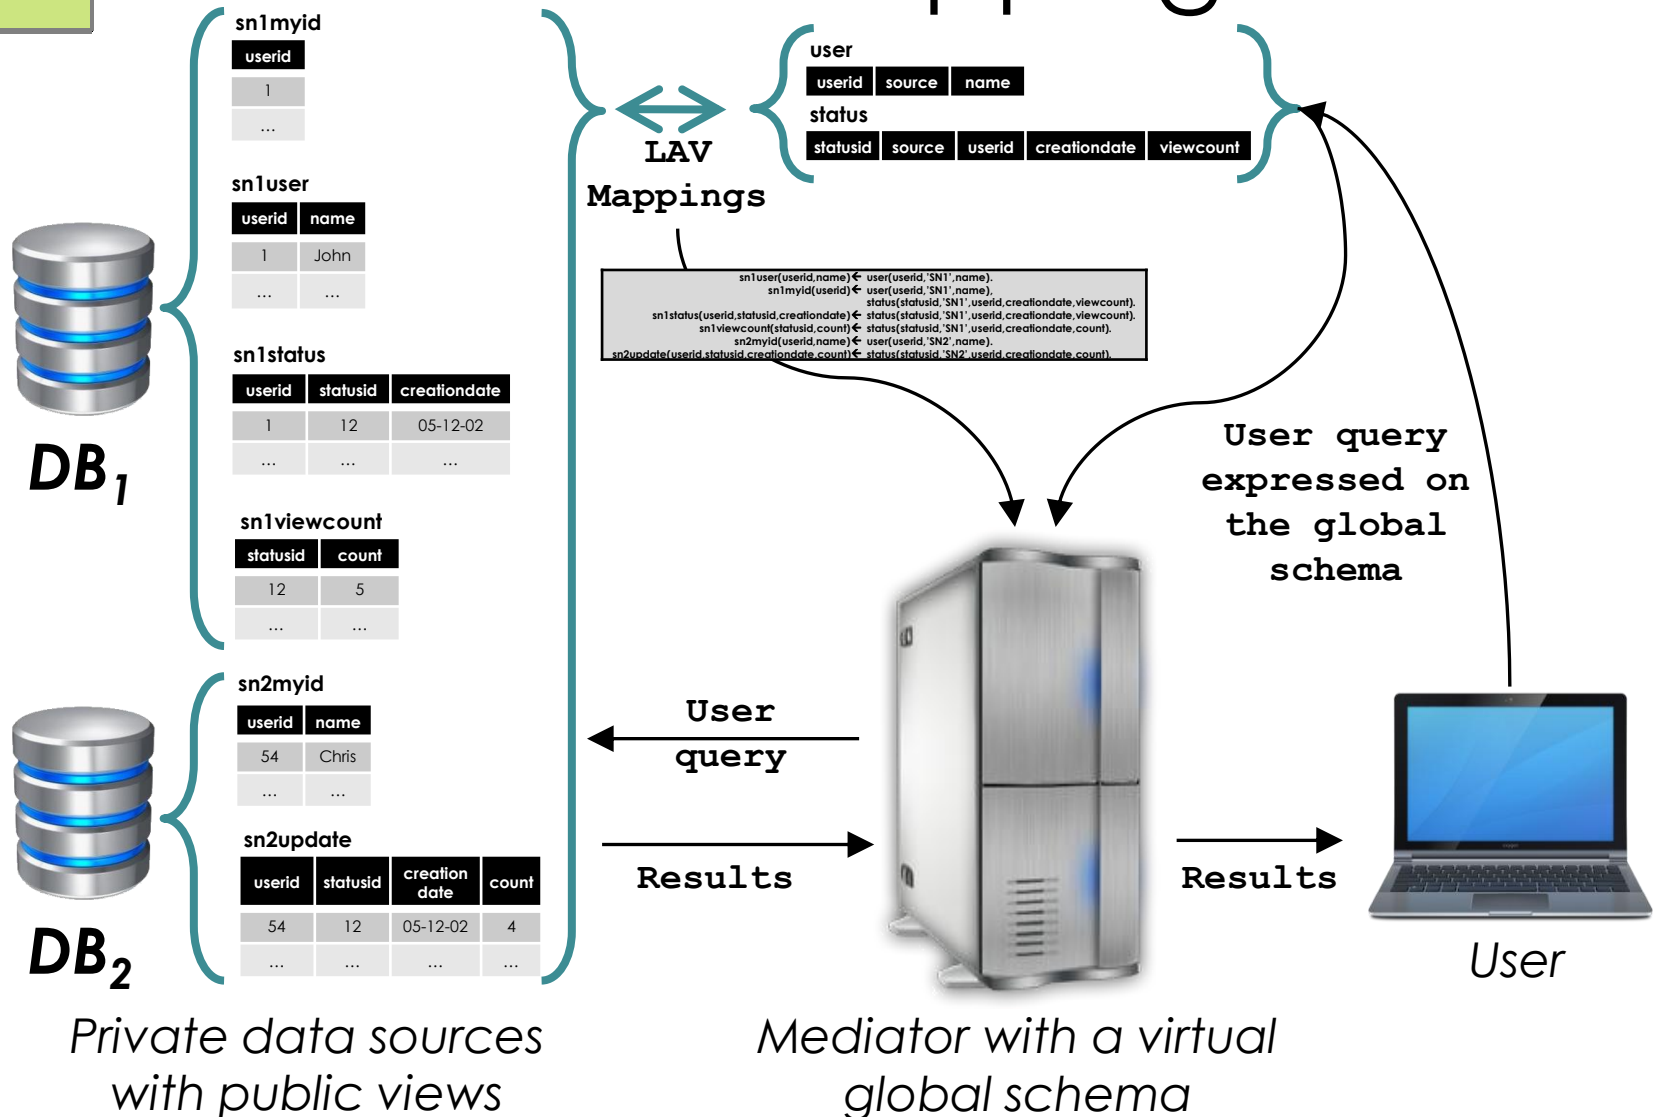 sn1myid
userid
1
...
sn1user
userid name
1 John
... ...
sn1status
userid statusid creationdate
1 12 05-12-02
... ... ...
sn1viewcount
statusid count
12 5
... ...
DB1
sn2myid
userid name
54 Chris
... ...
sn2update
userid statusid creation date count
54 12 05-12-02 4
... ... ... ...
DB2
Private data sources
with public views
LAV
Mappings
user
userid source name
status
statusid source userid creationdate viewcount
sn1user(userid,name)← user(userid,'SN1',name).
sn1myid(userid)← user(userid,'SN1',name),
status(statusid,'SN1',userid,creationdate,viewcount).
sn1status(userid,statusid,creationdate)← status(statusid,'SN1',userid,creationdate,viewcount).
sn1viewcount(statusid,count)← status(statusid,'SN1',userid,creationdate,count).
sn2myid(userid,name)← user(userid,'SN2',name).
sn2update(userid,statusid,creationdate,count)← status(statusid,'SN2',userid,creationdate,count).
User query
expressed on
the global
schema
User
query
Results
Results
User
Mediator with a virtual
global schema